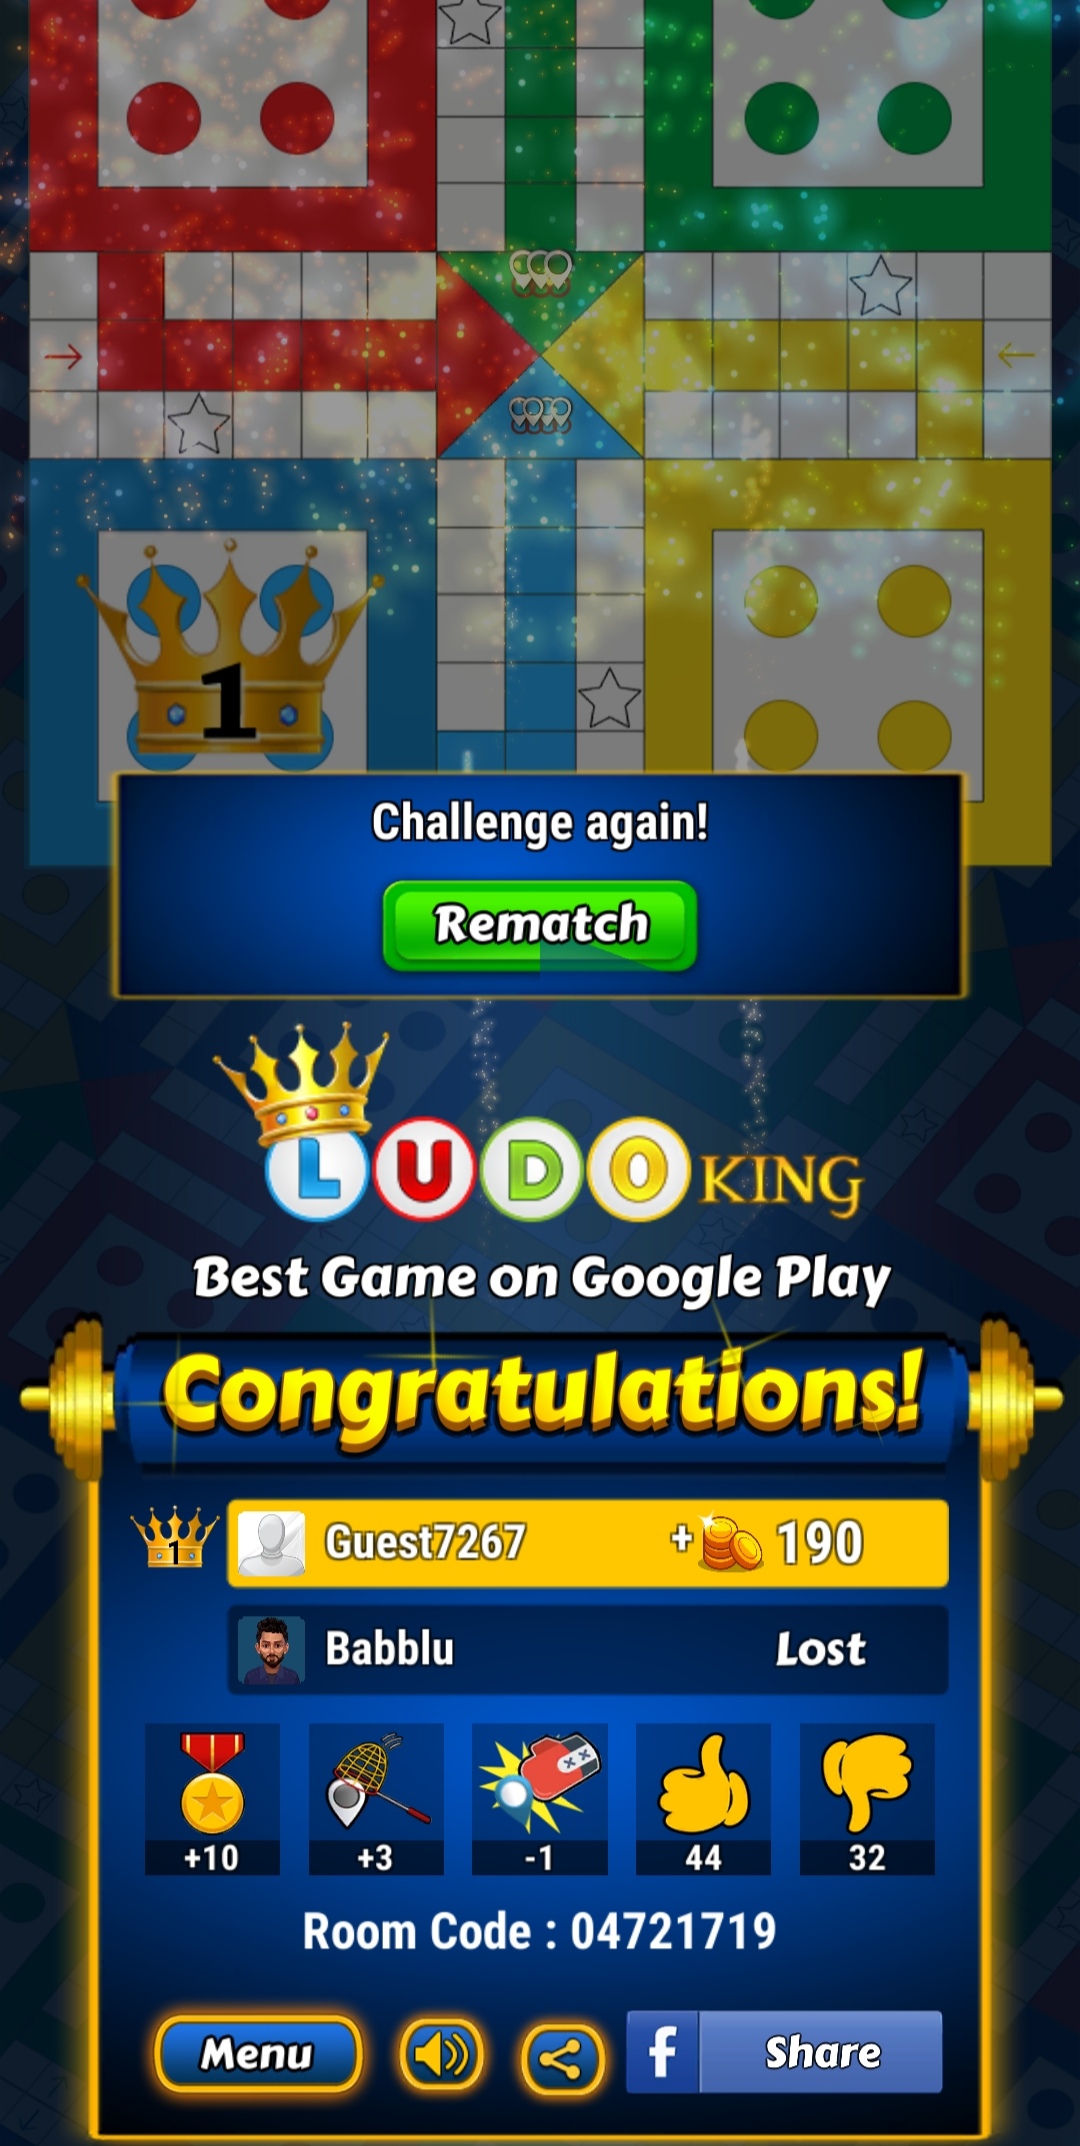 1
Challenge again!
Rematch
LUDO KING
Best Game on Google Play
Congratulations!
1 Guest7267 + 190
Babblu Lost
+10 +3 -1 44 32
Room Code : 04721719
Menu f Share